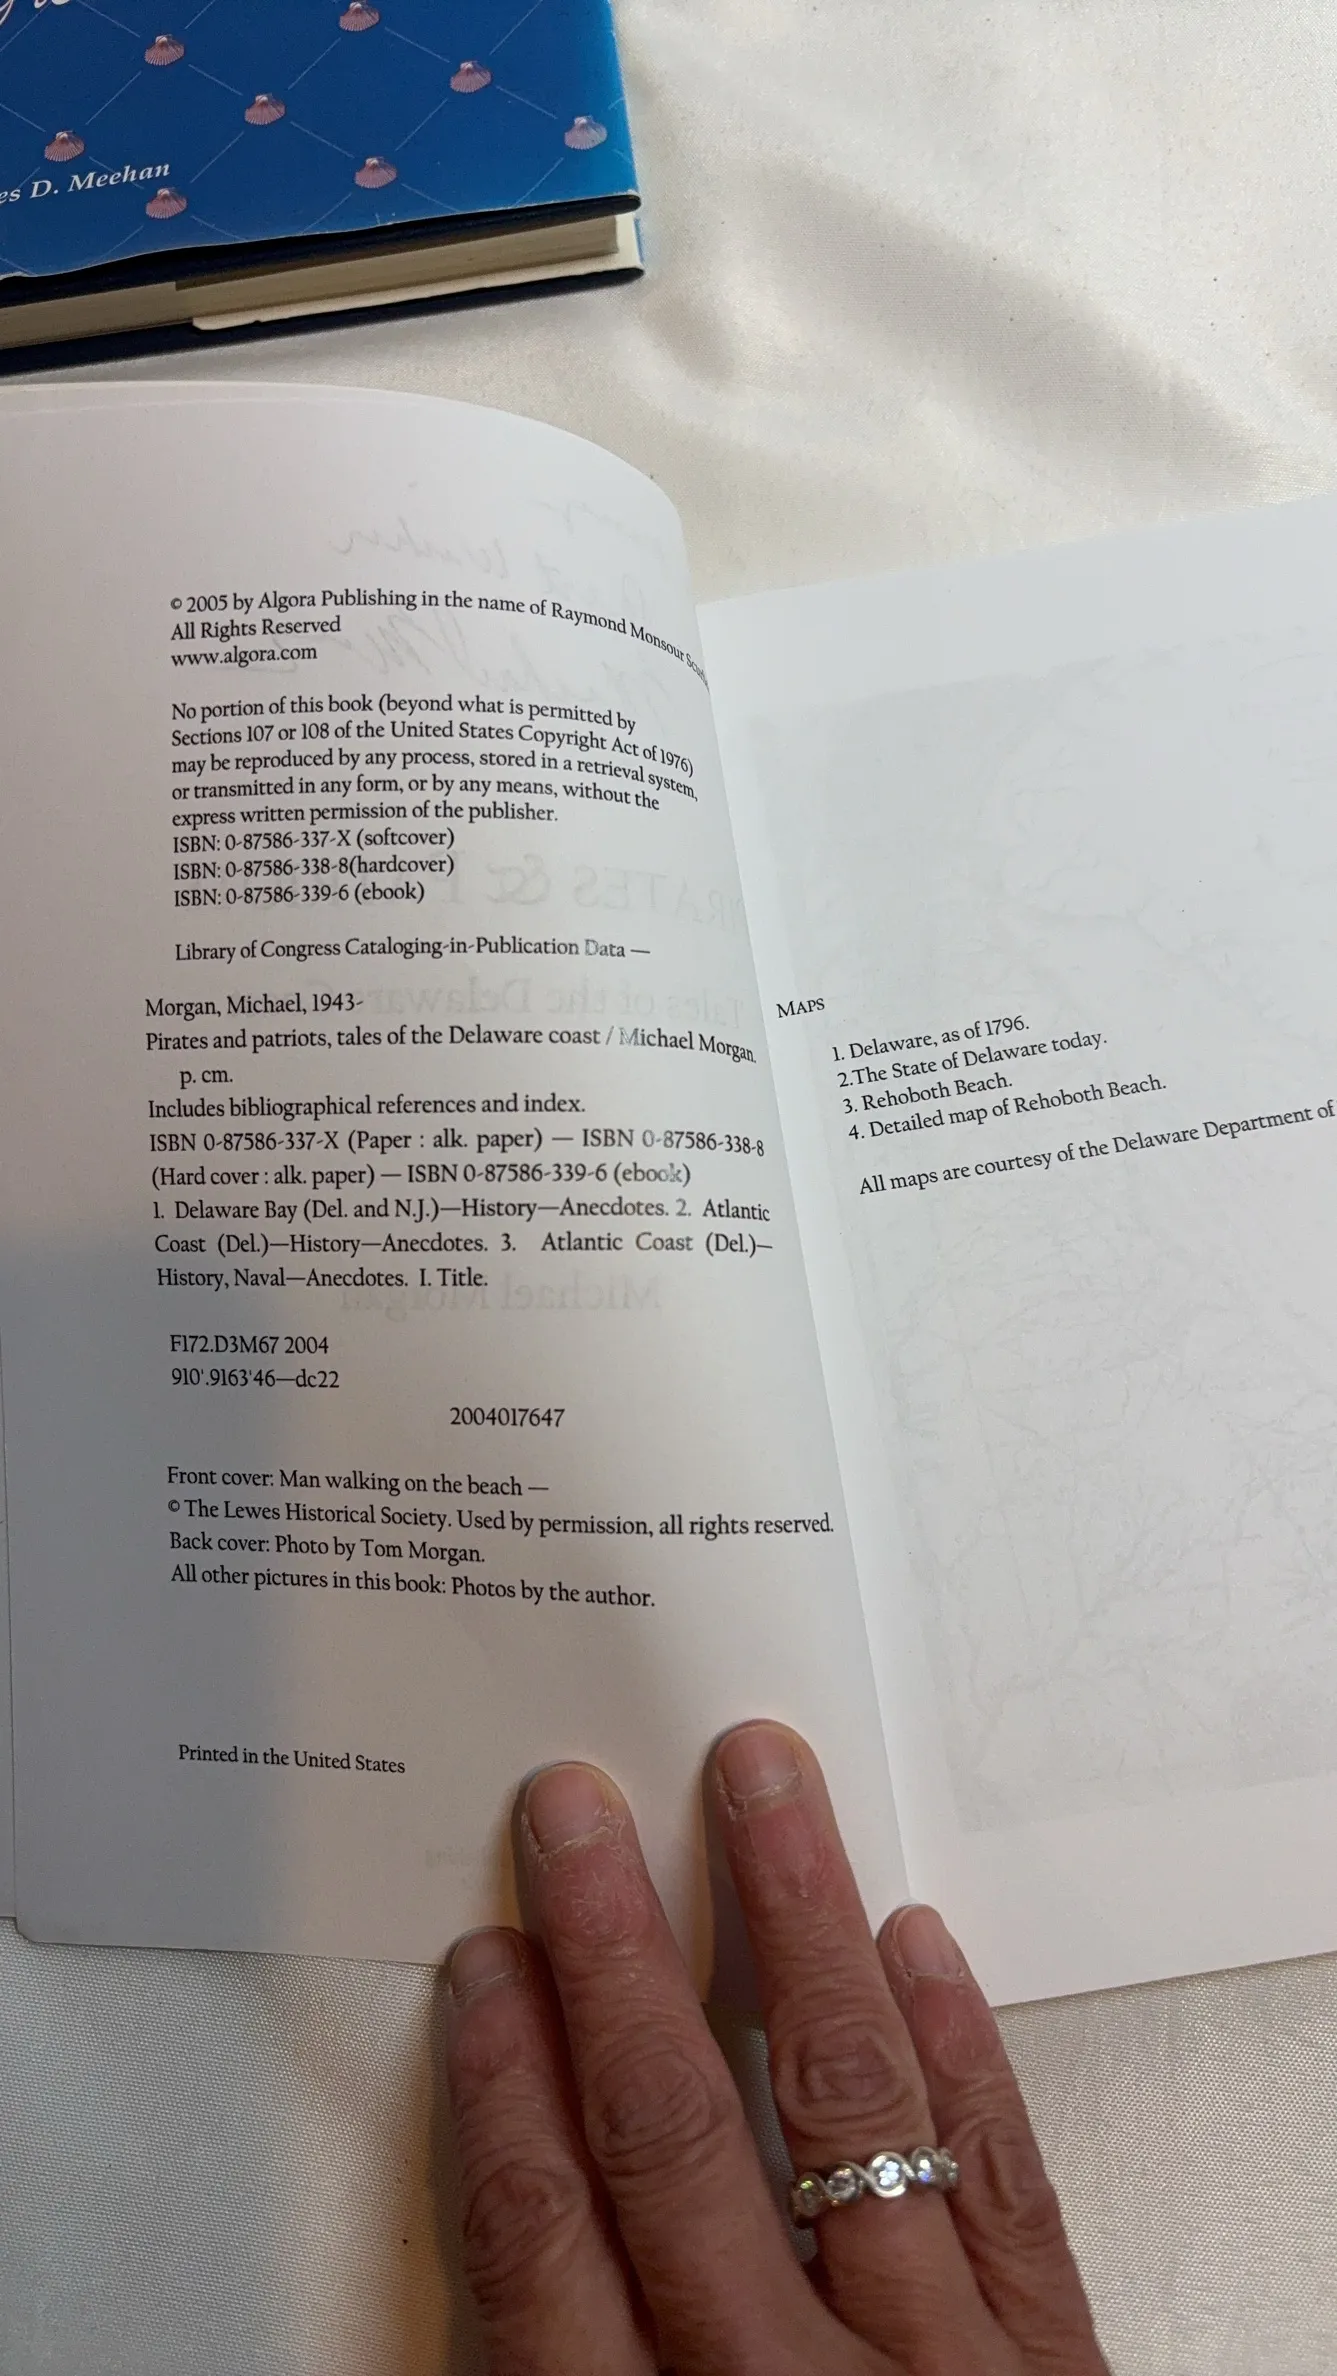 D. Meehan
© 2005 by Algora Publishing in the name of Raymond Monsour
All Rights Reserved
www.algora.com
No portion of this book (beyond what is permitted by
Sections 107 or 108 of the United States Copyright Act of 1976)
may be reproduced by any process, stored in a retrieval system,
or transmitted in any form, or by any means, without the
express written permission of the publisher.
ISBN: 0-87586-337-X (softcover)
ISBN: 0-87586-338-8(hardcover)
ISBN: 0-87586-339-6 (ebook)
Library of Congress Cataloging-in-Publication Data —
Morgan, Michael, 1943-
Pirates and patriots, tales of the Delaware coast / Michael Morgan.
p. cm.
Includes bibliographical references and index.
ISBN 0-87586-337-X (Paper : alk. paper) — ISBN 0-87586-338-8
(Hard cover : alk. paper) — ISBN 0-87586-339-6 (ebook)
1. Delaware Bay (Del. and N.J.)—History—Anecdotes. 2. Atlantic
Coast (Del.)—History—Anecdotes. 3. Atlantic Coast (Del.)—
History, Naval—Anecdotes. I. Title.
F172.D3M67 2004
910'.9163'46—dc22
2004017647
Front cover: Man walking on the beach —
© The Lewes Historical Society. Used by permission, all rights reserved.
Back cover: Photo by Tom Morgan.
All other pictures in this book: Photos by the author.
Printed in the United States
MAPS
1. Delaware, as of 1796.
2.The State of Delaware today.
3. Rehoboth Beach.
4. Detailed map of Rehoboth Beach.
All maps are courtesy of the Delaware Department of